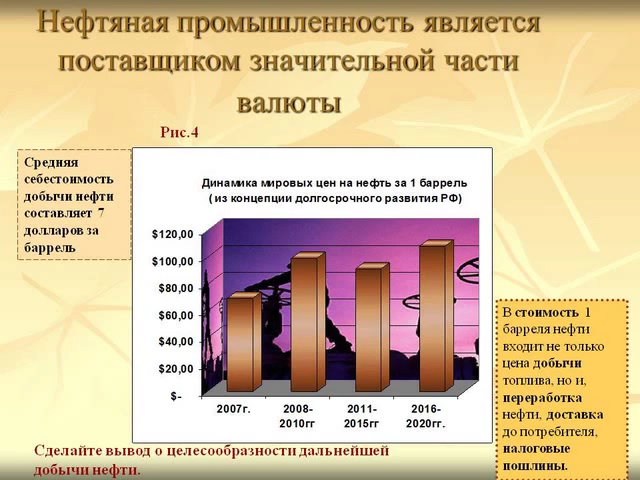 Нефтяная промышленность является
поставщиком значительной части
валюты
Рис.4
Средняя
себестоимость
добычи нефти
составляет 7
долларов за
баррель
Динамика мировых цен на нефть за 1 баррель
( из концепции долгосрочного развития РФ)
$120,00
$100,00
$80,00
$60,00
$40,00
$20,00
$-
2007г.
2008-
2010гг
2011-
2015гг
2016-
2020гг.
В стоимость 1
барреля нефти
входит не только
цена добычи
топлива, но и,
переработка
нефти, доставка
до потребителя,
налоговые
пошлины.
Сделайте вывод о целесообразности дальнейшей
добычи нефти.